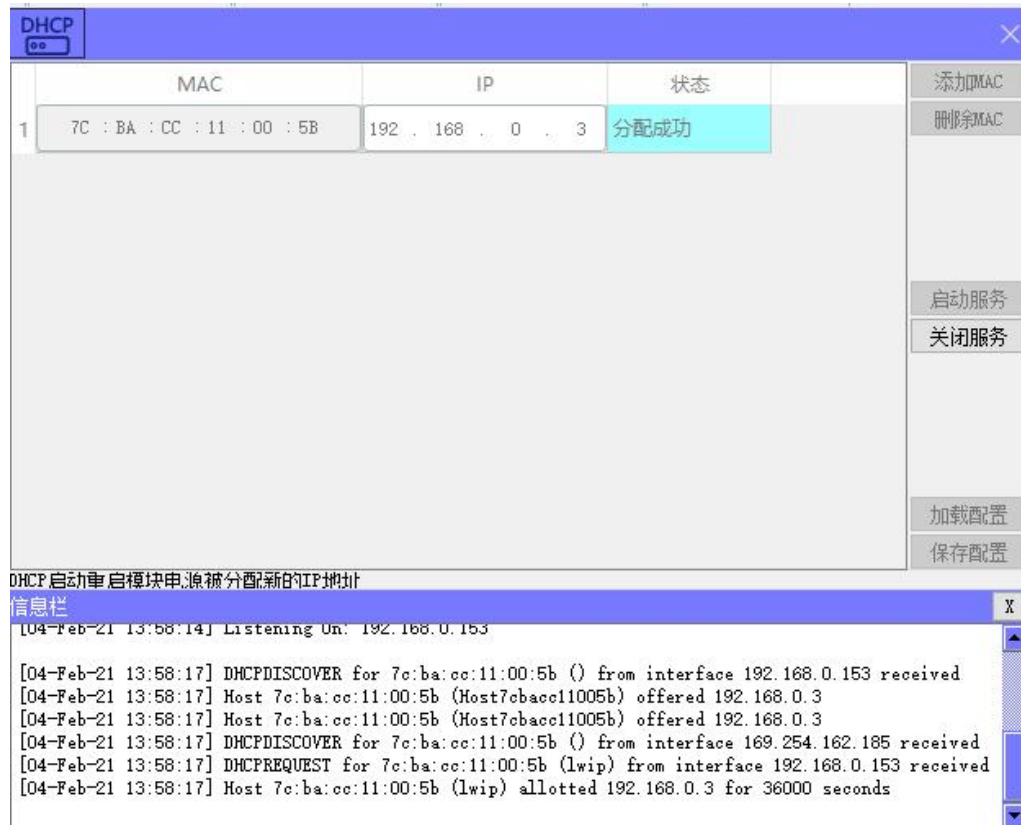 DHCP
MAC IP 状态 添加MAC
1 7C : BA : CC : 11 : 00 : 5B 192 . 168 . 0 . 3 分配成功 删除MAC
启动服务
关闭服务
加载配置
保存配置
DHCP启动重启模块电源被分配新的IP地址
信息栏 X
[04-Feb-21 13:58:14] Listening On: 192.168.0.153
[04-Feb-21 13:58:17] DHCPDISCOVER for 7c:ba:cc:11:00:5b () from interface 192.168.0.153 received
[04-Feb-21 13:58:17] Host 7c:ba:cc:11:00:5b (Host7cbacc11005b) offered 192.168.0.3
[04-Feb-21 13:58:17] Host 7c:ba:cc:11:00:5b (Host7cbacc11005b) offered 192.168.0.3
[04-Feb-21 13:58:17] DHCPDISCOVER for 7c:ba:cc:11:00:5b () from interface 169.254.162.185 received
[04-Feb-21 13:58:17] DHCPREQUEST for 7c:ba:cc:11:00:5b (lwip) from interface 192.168.0.153 received
[04-Feb-21 13:58:17] Host 7c:ba:cc:11:00:5b (lwip) allotted 192.168.0.3 for 36000 seconds